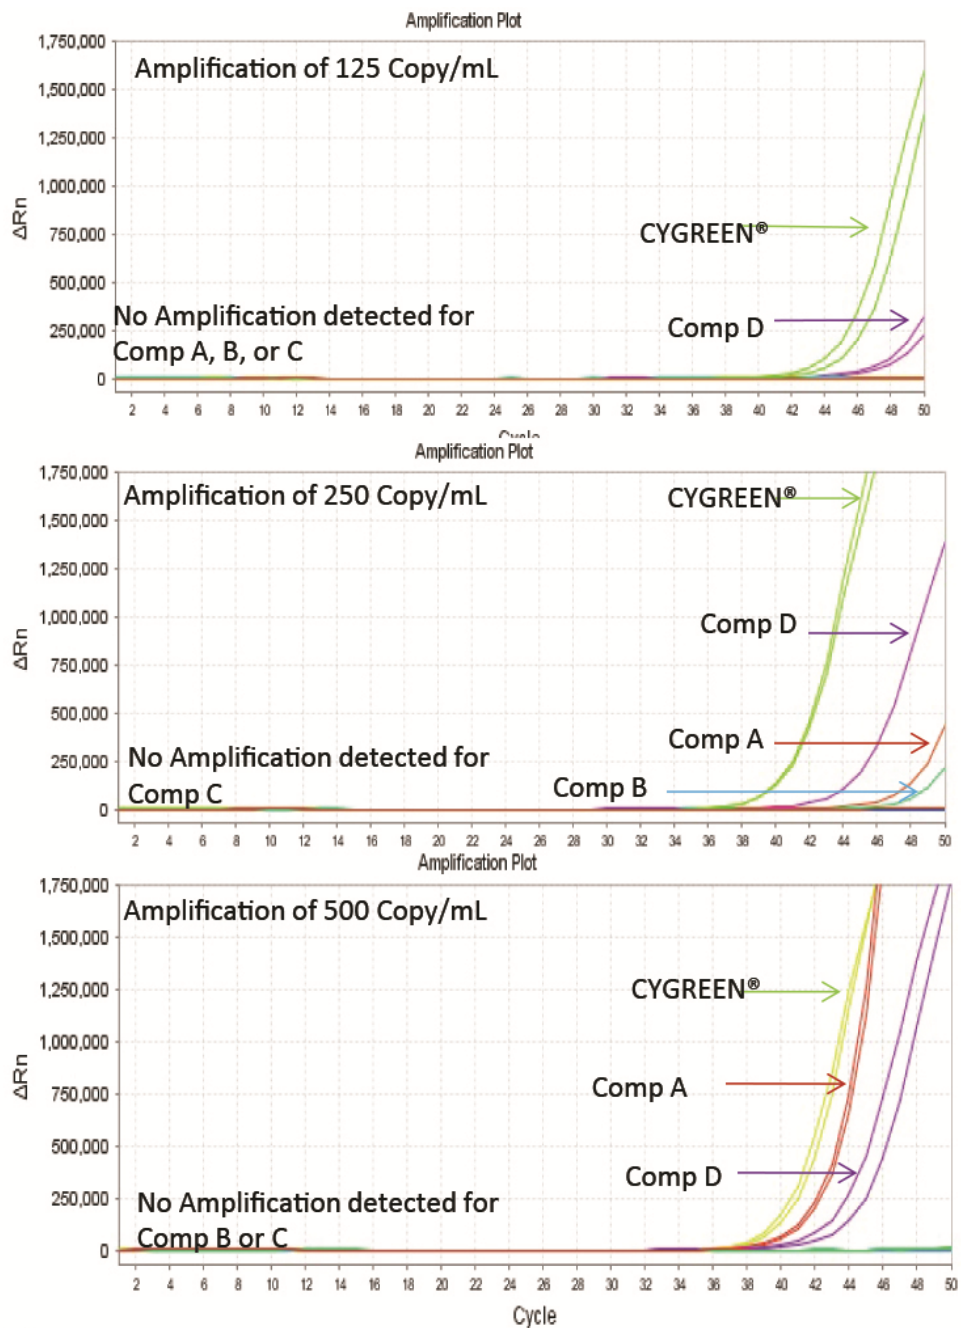 Amplification Plot
Amplification of 125 Copy/mL
1,750,000
1,500,000
1,250,000
1,000,000
750,000
500,000
250,000
0
ΔRn
CYGREEN®
Comp D
No Amplification detected for
Comp A, B, or C
2 4 6 8 10 12 14 16 18 20 22 24 26 28 30 32 34 36 38 40 42 44 46 48 50
Cycle
Amplification Plot
Amplification of 250 Copy/mL
1,750,000
1,500,000
1,250,000
1,000,000
750,000
500,000
250,000
0
ΔRn
CYGREEN®
Comp D
Comp A
Comp B
No Amplification detected for
Comp C
2 4 6 8 10 12 14 16 18 20 22 24 26 28 30 32 34 36 38 40 42 44 46 48 50
Amplification Plot
Amplification of 500 Copy/mL
1,750,000
1,500,000
1,250,000
1,000,000
750,000
500,000
250,000
0
ΔRn
CYGREEN®
Comp A
Comp D
No Amplification detected for
Comp B or C
2 4 6 8 10 12 14 16 18 20 22 24 26 28 30 32 34 36 38 40 42 44 46 48 50
Cycle